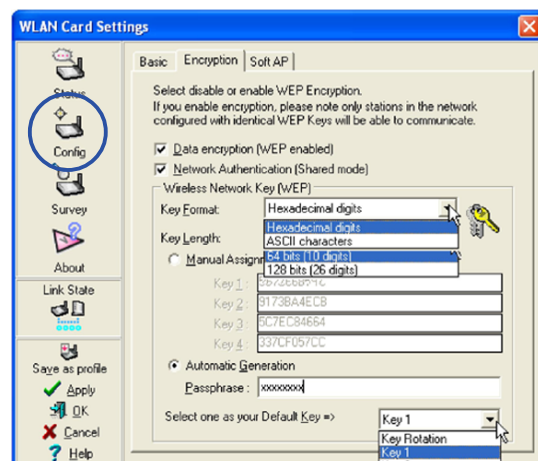 WLAN Card Settings
Status
Config
Survey
About
Link State
Save as profile
Apply
OK
Cancel
Help
Basic
Encryption
Soft AP
Select disable or enable WEP Encryption.
If you enable encryption, please note only stations in the network
configured with identical WEP Keys will be able to communicate.
Data encryption (WEP enabled)
Network Authentication (Shared mode)
Wireless Network Key (WEP)
Key Format:
Hexadecimal digits
Hexadecimal digits
ASCII characters
Key Length:
64 bits (10 digits)
128 bits (26 digits)
Manual
Key 1 :
Key 2 : 9173BA4ECB
Key 3 : 5C7EC84664
Key 4 : 337CF057CC
Automatic Generation
Passphrase : xxxxxxxx
Select one as your Default Key =>
Key 1
Key Rotation
Key 1